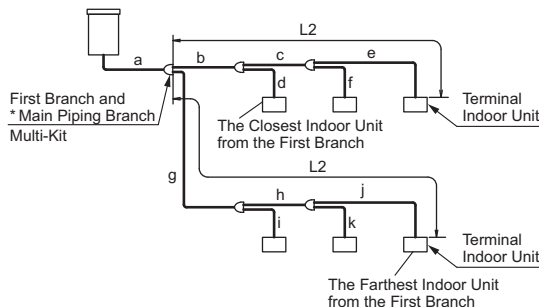 L2
a
b
c
e
d
f
First Branch and
* Main Piping Branch
Multi-Kit
The Closest Indoor Unit
from the First Branch
Terminal
Indoor Unit
L2
g
h
j
i
k
Terminal
Indoor Unit
The Farthest Indoor Unit
from the First Branch